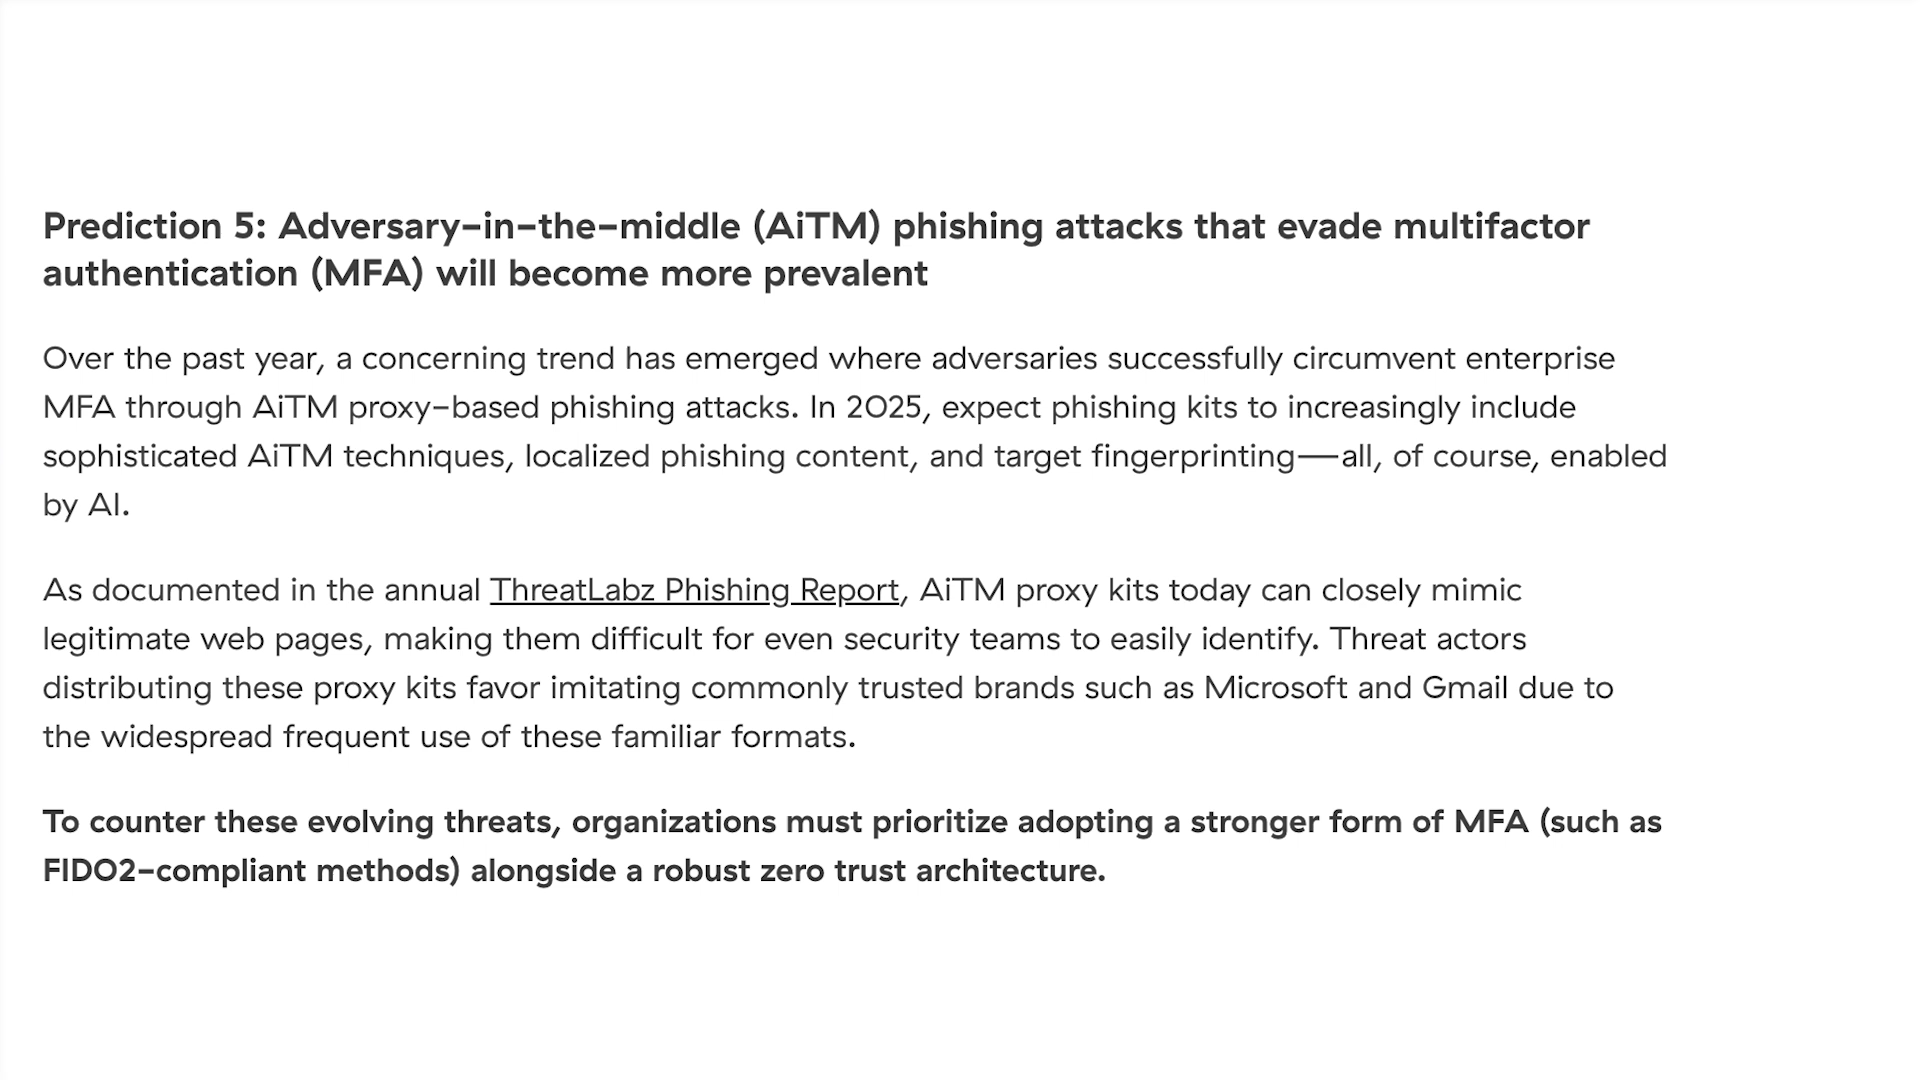 Prediction 5: Adversary-in-the-middle (AiTM) phishing attacks that evade multifactor
authentication (MFA) will become more prevalent
Over the past year, a concerning trend has emerged where adversaries successfully circumvent enterprise
MFA through AiTM proxy-based phishing attacks. In 2025, expect phishing kits to increasingly include
sophisticated AiTM techniques, localized phishing content, and target fingerprinting—all, of course, enabled
by AI.
As documented in the annual ThreatLabz Phishing Report, AiTM proxy kits today can closely mimic
legitimate web pages, making them difficult for even security teams to easily identify. Threat actors
distributing these proxy kits favor imitating commonly trusted brands such as Microsoft and Gmail due to
the widespread frequent use of these familiar formats.
To counter these evolving threats, organizations must prioritize adopting a stronger form of MFA (such as
FIDO2-compliant methods) alongside a robust zero trust architecture.